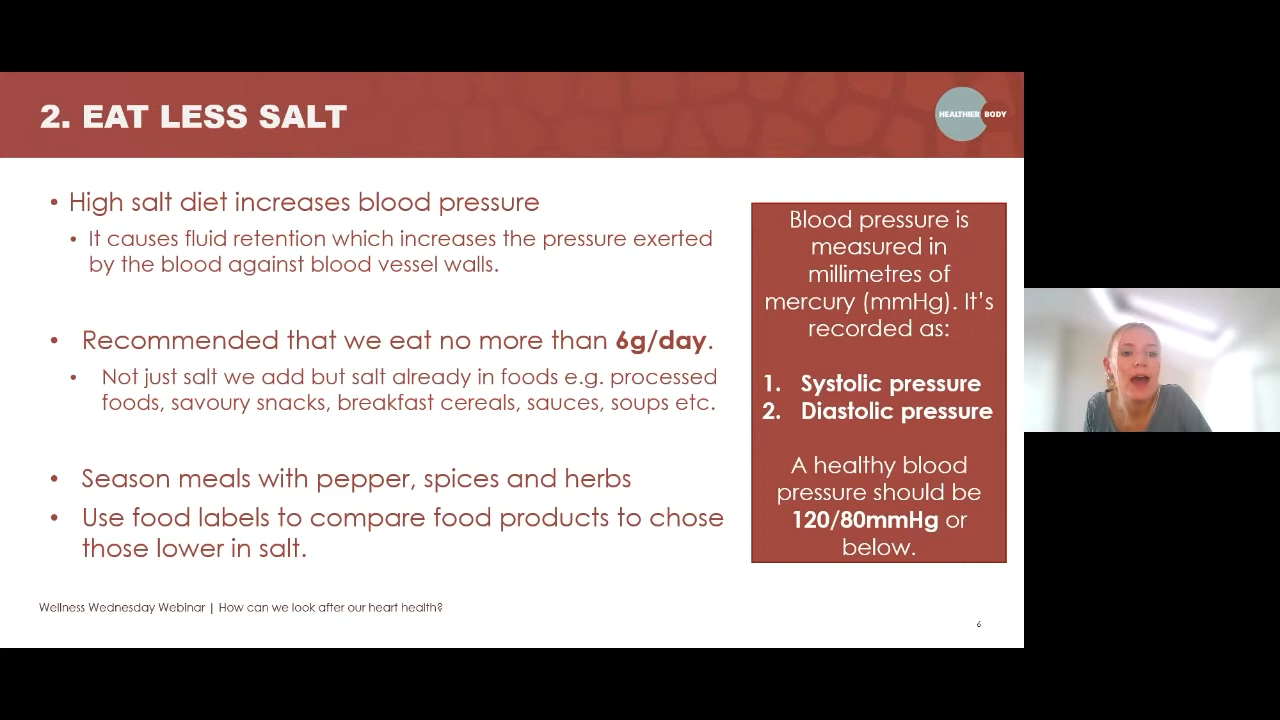 2. EAT LESS SALT
HEALTHIER BODY
• High salt diet increases blood pressure
• It causes fluid retention which increases the pressure exerted
by the blood against blood vessel walls.
• Recommended that we eat no more than 6g/day.
• Not just salt we add but salt already in foods e.g. processed
foods, savoury snacks, breakfast cereals, sauces, soups etc.
• Season meals with pepper, spices and herbs
• Use food labels to compare food products to chose
those lower in salt.
Blood pressure is
measured in
millimetres of
mercury (mmHg). It's
recorded as:
1. Systolic pressure
2. Diastolic pressure
A healthy blood
pressure should be
120/80mmHg or
below.
Wellness Wednesday Webinar | How can we look after our heart health?
6